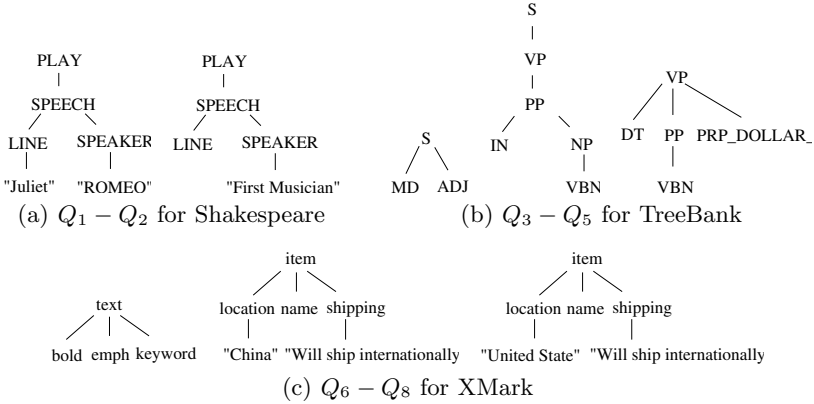 S
PLAY PLAY VP
SPEECH SPEECH PP VP
LINE SPEAKER LINE SPEAKER S IN NP DT PP PRP_DOLLAR_
"Juliet" "ROMEO" "First Musician" MD ADJ VBN VBN
(a) Q1 − Q2 for Shakespeare (b) Q3 − Q5 for TreeBank
item item
text location name shipping location name shipping
bold emph keyword "China" "Will ship internationally "United State" "Will ship internationally
(c) Q6 − Q8 for XMark